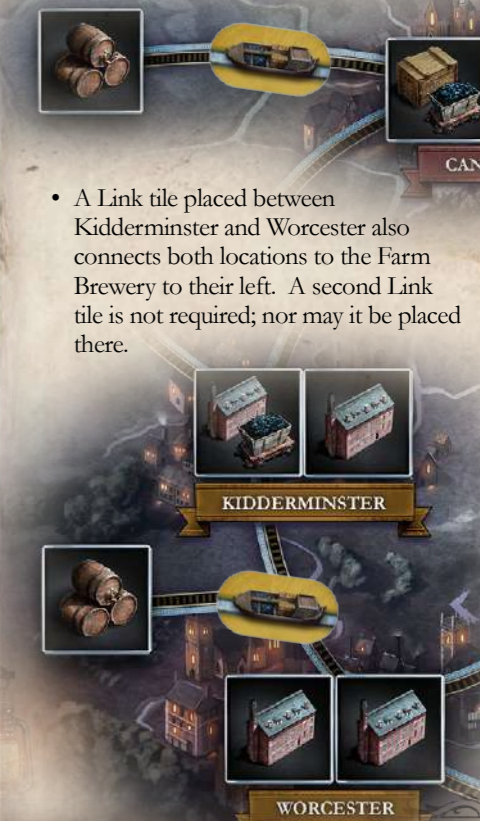 CAN
• A Link tile placed between
Kidderminster and Worcester also
connects both locations to the Farm
Brewery to their left. A second Link
tile is not required; nor may it be placed
there.
KIDDERMINSTER
WORCESTER